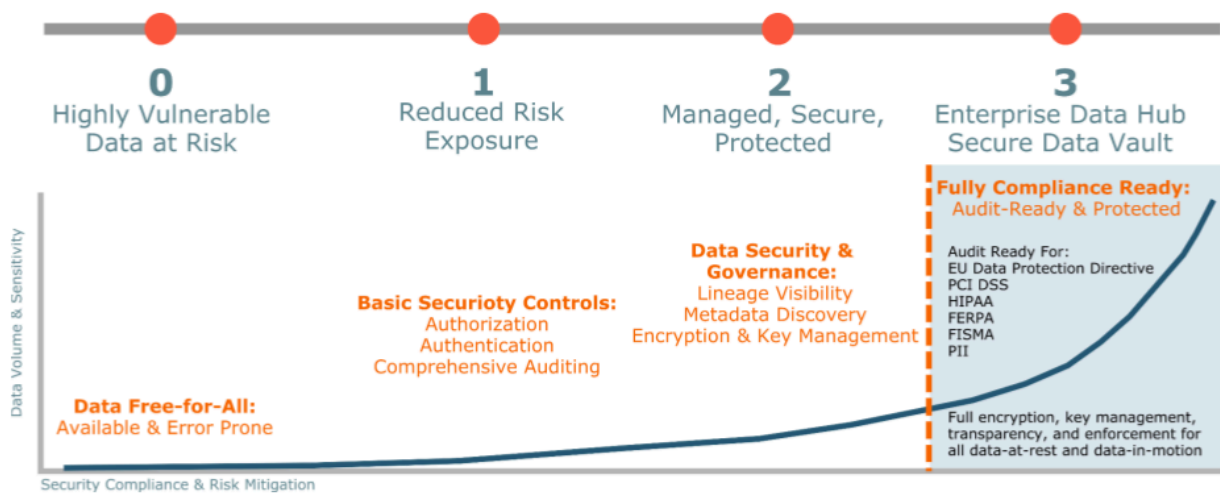 0
Highly Vulnerable
Data at Risk
1
Reduced Risk
Exposure
2
Managed, Secure,
Protected
3
Enterprise Data Hub
Secure Data Vault
Data Volume & Sensitivity
Data Free-for-All:
Available & Error Prone
Basic Securioty Controls:
Authorization
Authentication
Comprehensive Auditing
Data Security &
Governance:
Lineage Visibility
Metadata Discovery
Encryption & Key Management
Fully Compliance Ready:
Audit-Ready & Protected
Audit Ready For:
EU Data Protection Directive
PCI DSS
HIPAA
FERPA
FISMA
PII
Full encryption, key management,
transparency, and enforcement for
all data-at-rest and data-in-motion
Security Compliance & Risk Mitigation